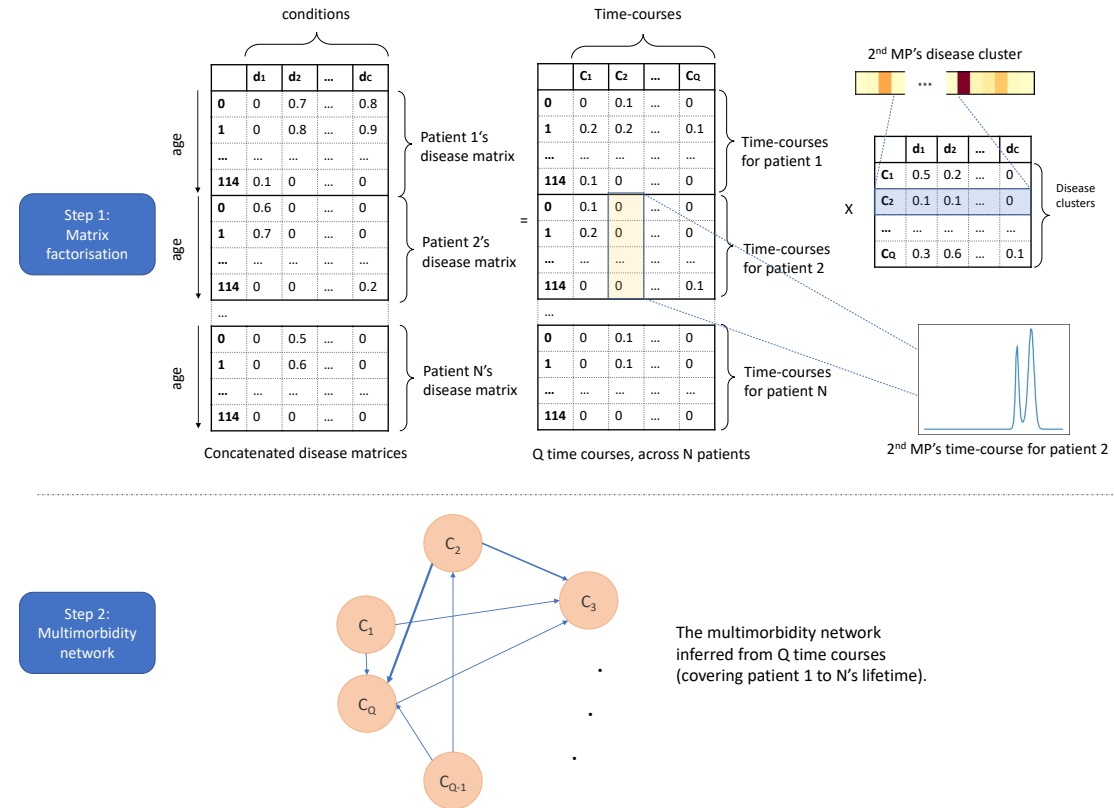 conditions
Time-courses
2nd MP's disease cluster
...
d1 d2 ... dC
0 0 0.7 ... 0.8
1 0 0.8 ... 0.9
... ... ... ... ...
114 0.1 0 ... 0
0 0.6 0 ... 0
1 0.7 0 ... 0
... ... ... ... ...
114 0 0 ... 0.2
...
0 0 0.5 ... 0
1 0 0.6 ... 0
... ... ... ... ...
114 0 0 ... 0
age
age
age
Patient 1's
disease matrix
Patient 2's
disease matrix
Patient N's
disease matrix
Concatenated disease matrices
=
C1 C2 ... CQ
0 0 0.1 ... 0
1 0.2 0.2 ... 0.1
... ... ... ... ...
114 0.1 0 ... 0
0 0.1 0 ... 0
1 0.2 0 ... 0
... ... ... ... ...
114 0 0 ... 0.1
...
0 0 0.1 ... 0
1 0 0.1 ... 0
... ... ... ... ...
114 0 0 ... 0
Time-courses
for patient 1
Time-courses
for patient 2
Time-courses
for patient N
Q time courses, across N patients
X
d1 d2 ... dC
C1 0.5 0.2 ... 0
C2 0.1 0.1 ... 0
... ... ... ... ...
CQ 0.3 0.6 ... 0.1
Disease
clusters
2nd MP's time-course for patient 2
Step 1:
Matrix
factorisation
Step 2:
Multimorbidity
network
C2
C3
C1
CQ
CQ-1
.
.
.
The multimorbidity network
inferred from Q time courses
(covering patient 1 to N's lifetime).